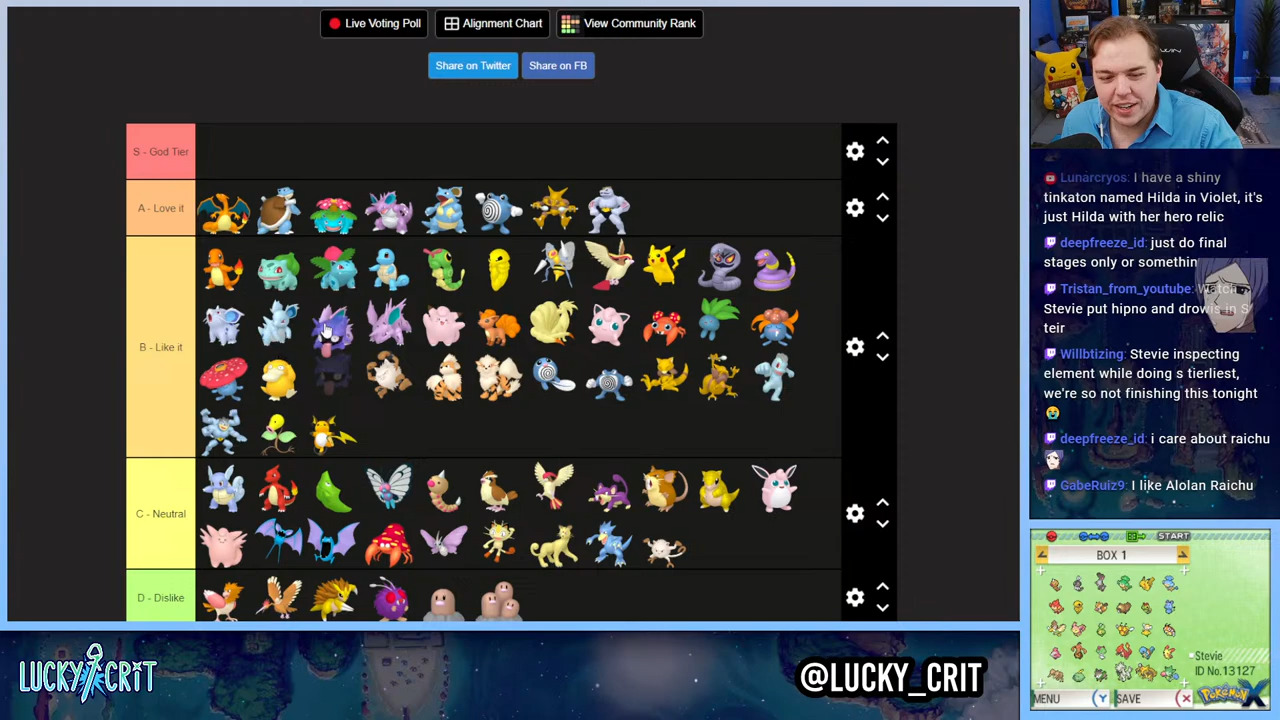 Live Voting Poll
Alignment Chart
View Community Rank
Share on Twitter
Share on FB
S - God Tier
A - Love it
B - Like it
C - Neutral
D - Dislike
Lunarcryos: I have a shiny
tinkaton named Hilda in Violet, it's
just Hilda with her hero relic
deepfreeze_id: just do final
stages only or something
Tristan_from_youtube: Watch
Stevie put hipno and drowis in S
teir
Willbtizing: Stevie inspecting
element while doing s tierliest,
we're so not finishing this tonight
deepfreeze_id: i care about raichu
GabeRuiz9: I like Alolan Raichu
START
BOX 1
Stevie
ID No.13127
MENU
Y
SAVE
X
POKéMON X
LUCKY CRIT
@LUCKY_CRIT